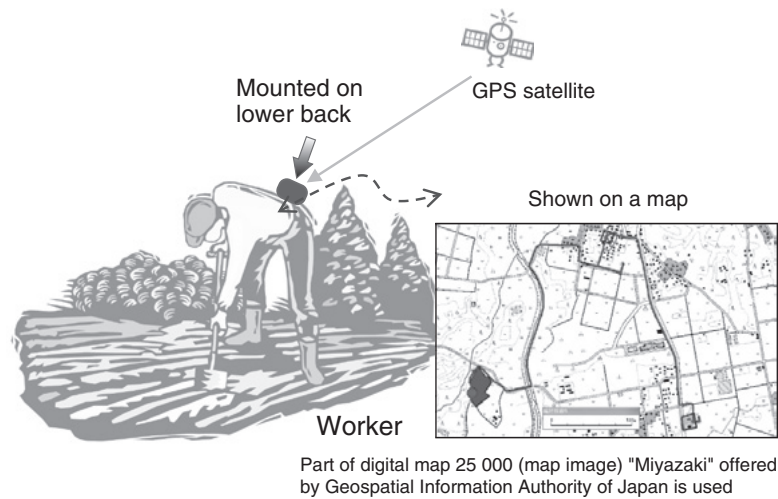 Mounted on
lower back
GPS satellite
Shown on a map
Worker
Part of digital map 25 000 (map image) "Miyazaki" offered
by Geospatial Information Authority of Japan is used